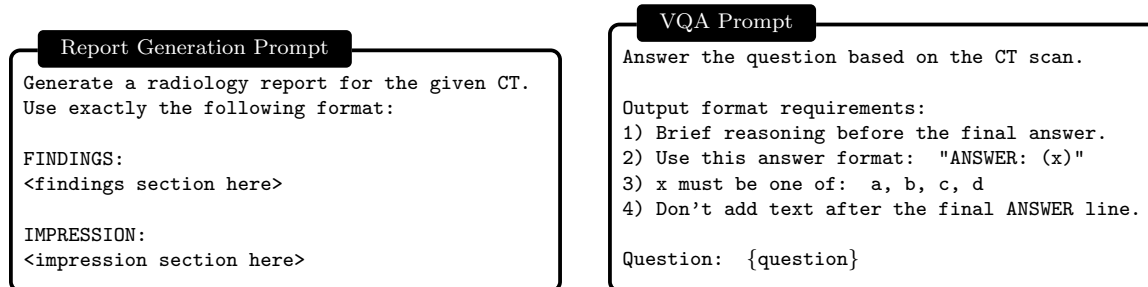 Report Generation Prompt
Generate a radiology report for the given CT.
Use exactly the following format:
FINDINGS:
<findings section here>
IMPRESSION:
<impression section here>
VQA Prompt
Answer the question based on the CT scan.
Output format requirements:
1) Brief reasoning before the final answer.
2) Use this answer format: "ANSWER: (x)"
3) x must be one of: a, b, c, d
4) Don't add text after the final ANSWER line.
Question: {question}